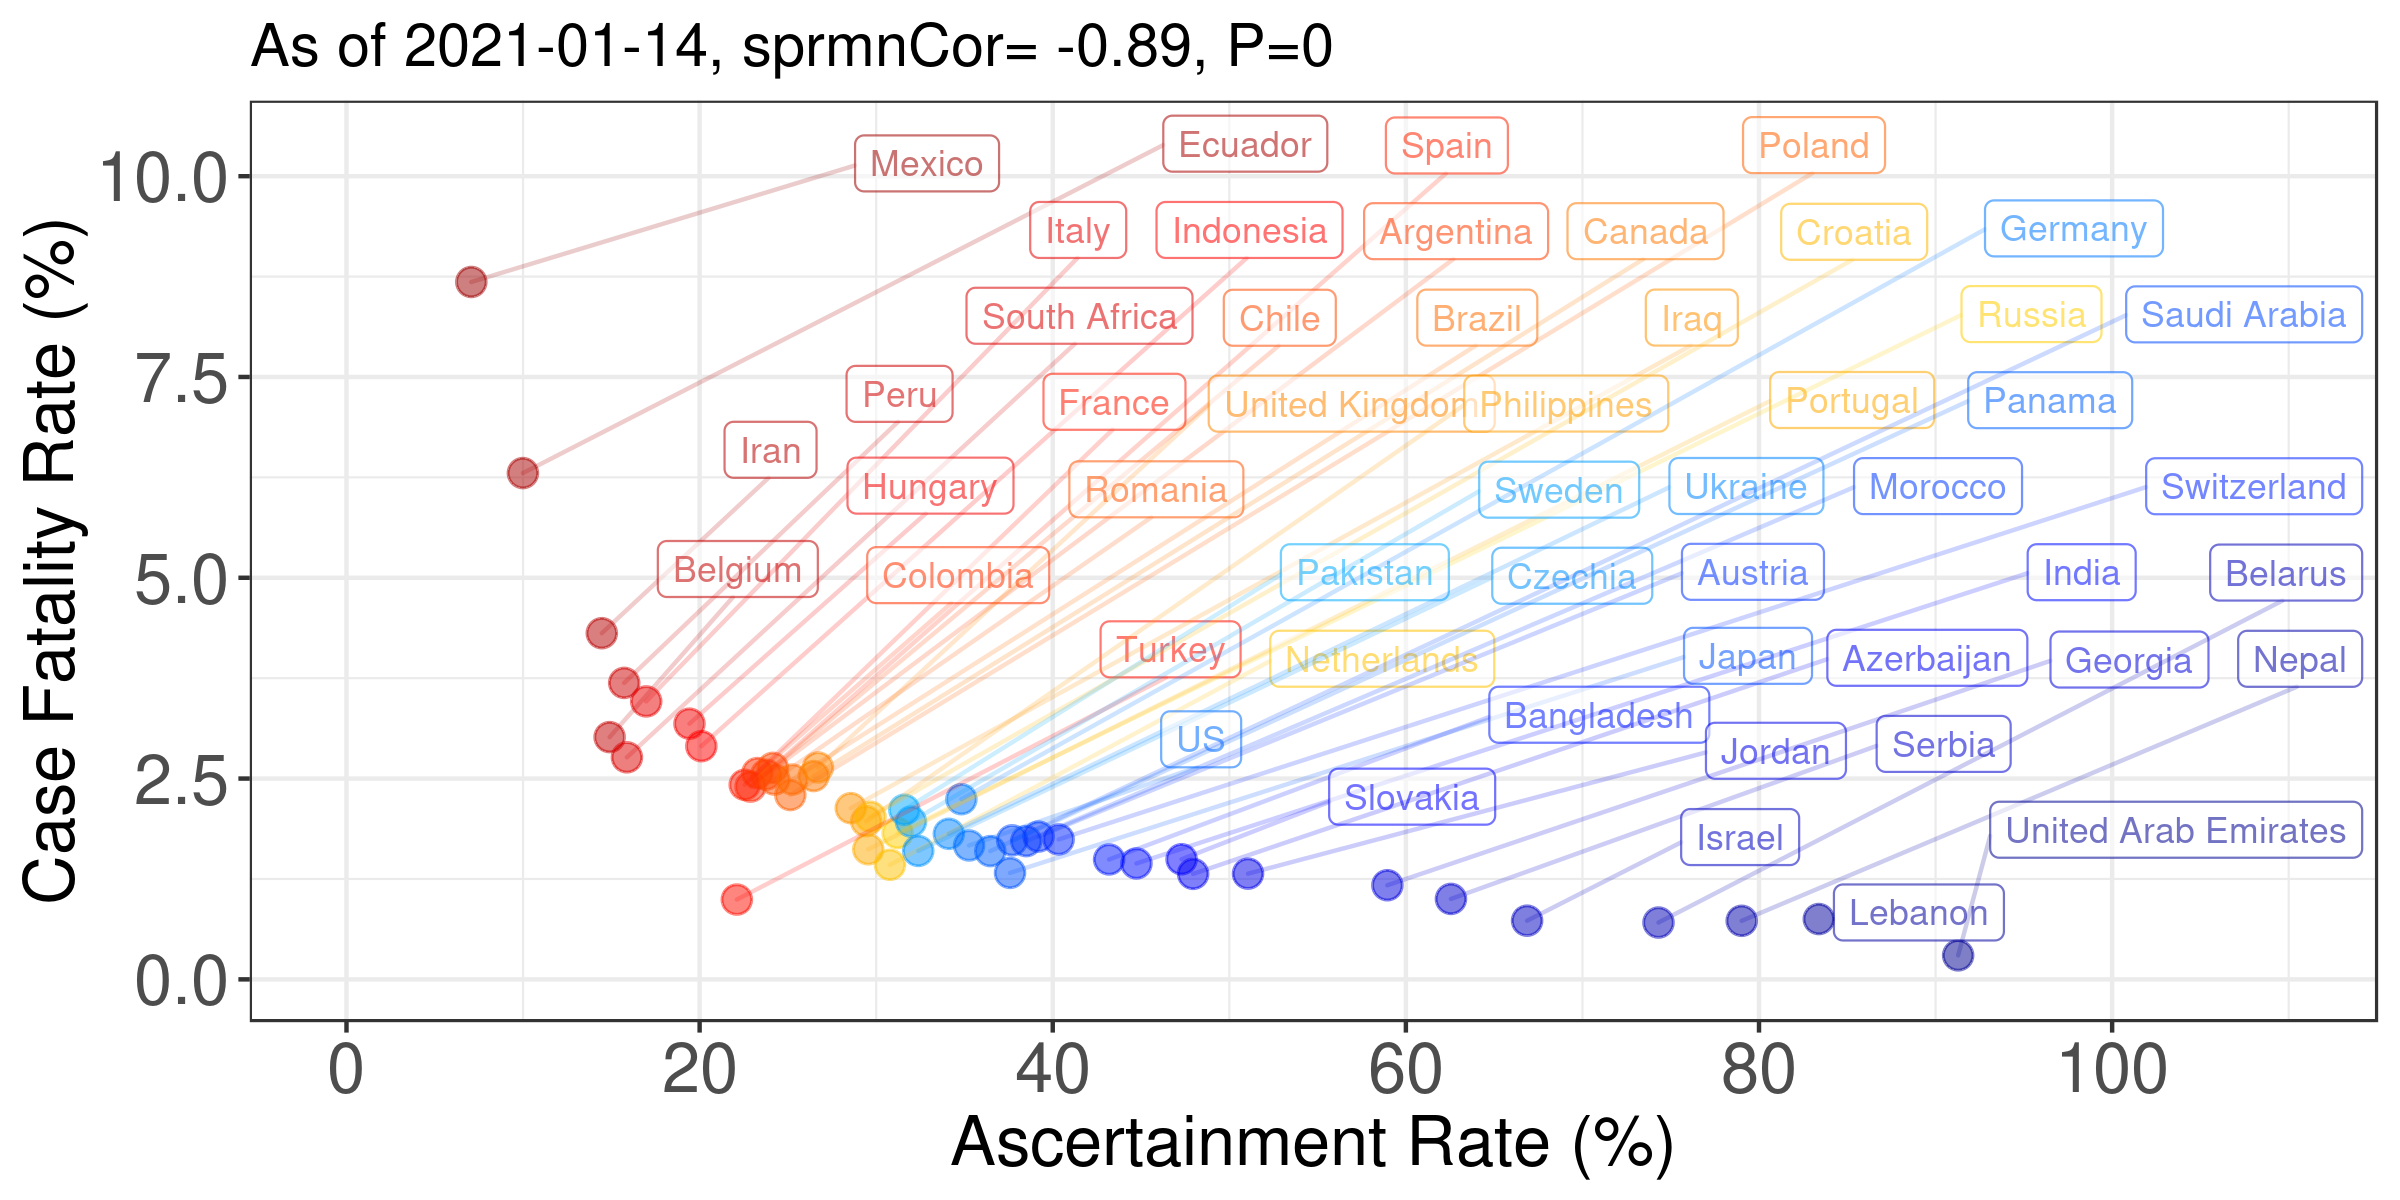 As of 2021-01-14, sprmnCor= -0.89, P=0
Case Fatality Rate (%)
10.0
7.5
5.0
2.5
0.0
Mexico
Ecuador
Spain
Poland
Italy
Indonesia
Argentina
Canada
Croatia
Germany
South Africa
Chile
Brazil
Iraq
Russia
Saudi Arabia
Peru
France
United Kingdom
Philippines
Portugal
Panama
Iran
Hungary
Romania
Sweden
Ukraine
Morocco
Switzerland
Belgium
Colombia
Pakistan
Czechia
Austria
India
Belarus
Turkey
Netherlands
Japan
Azerbaijan
Georgia
Nepal
US
Bangladesh
Jordan
Serbia
Slovakia
Israel
United Arab Emirates
Lebanon
0
20
40
60
80
100
Ascertainment Rate (%)